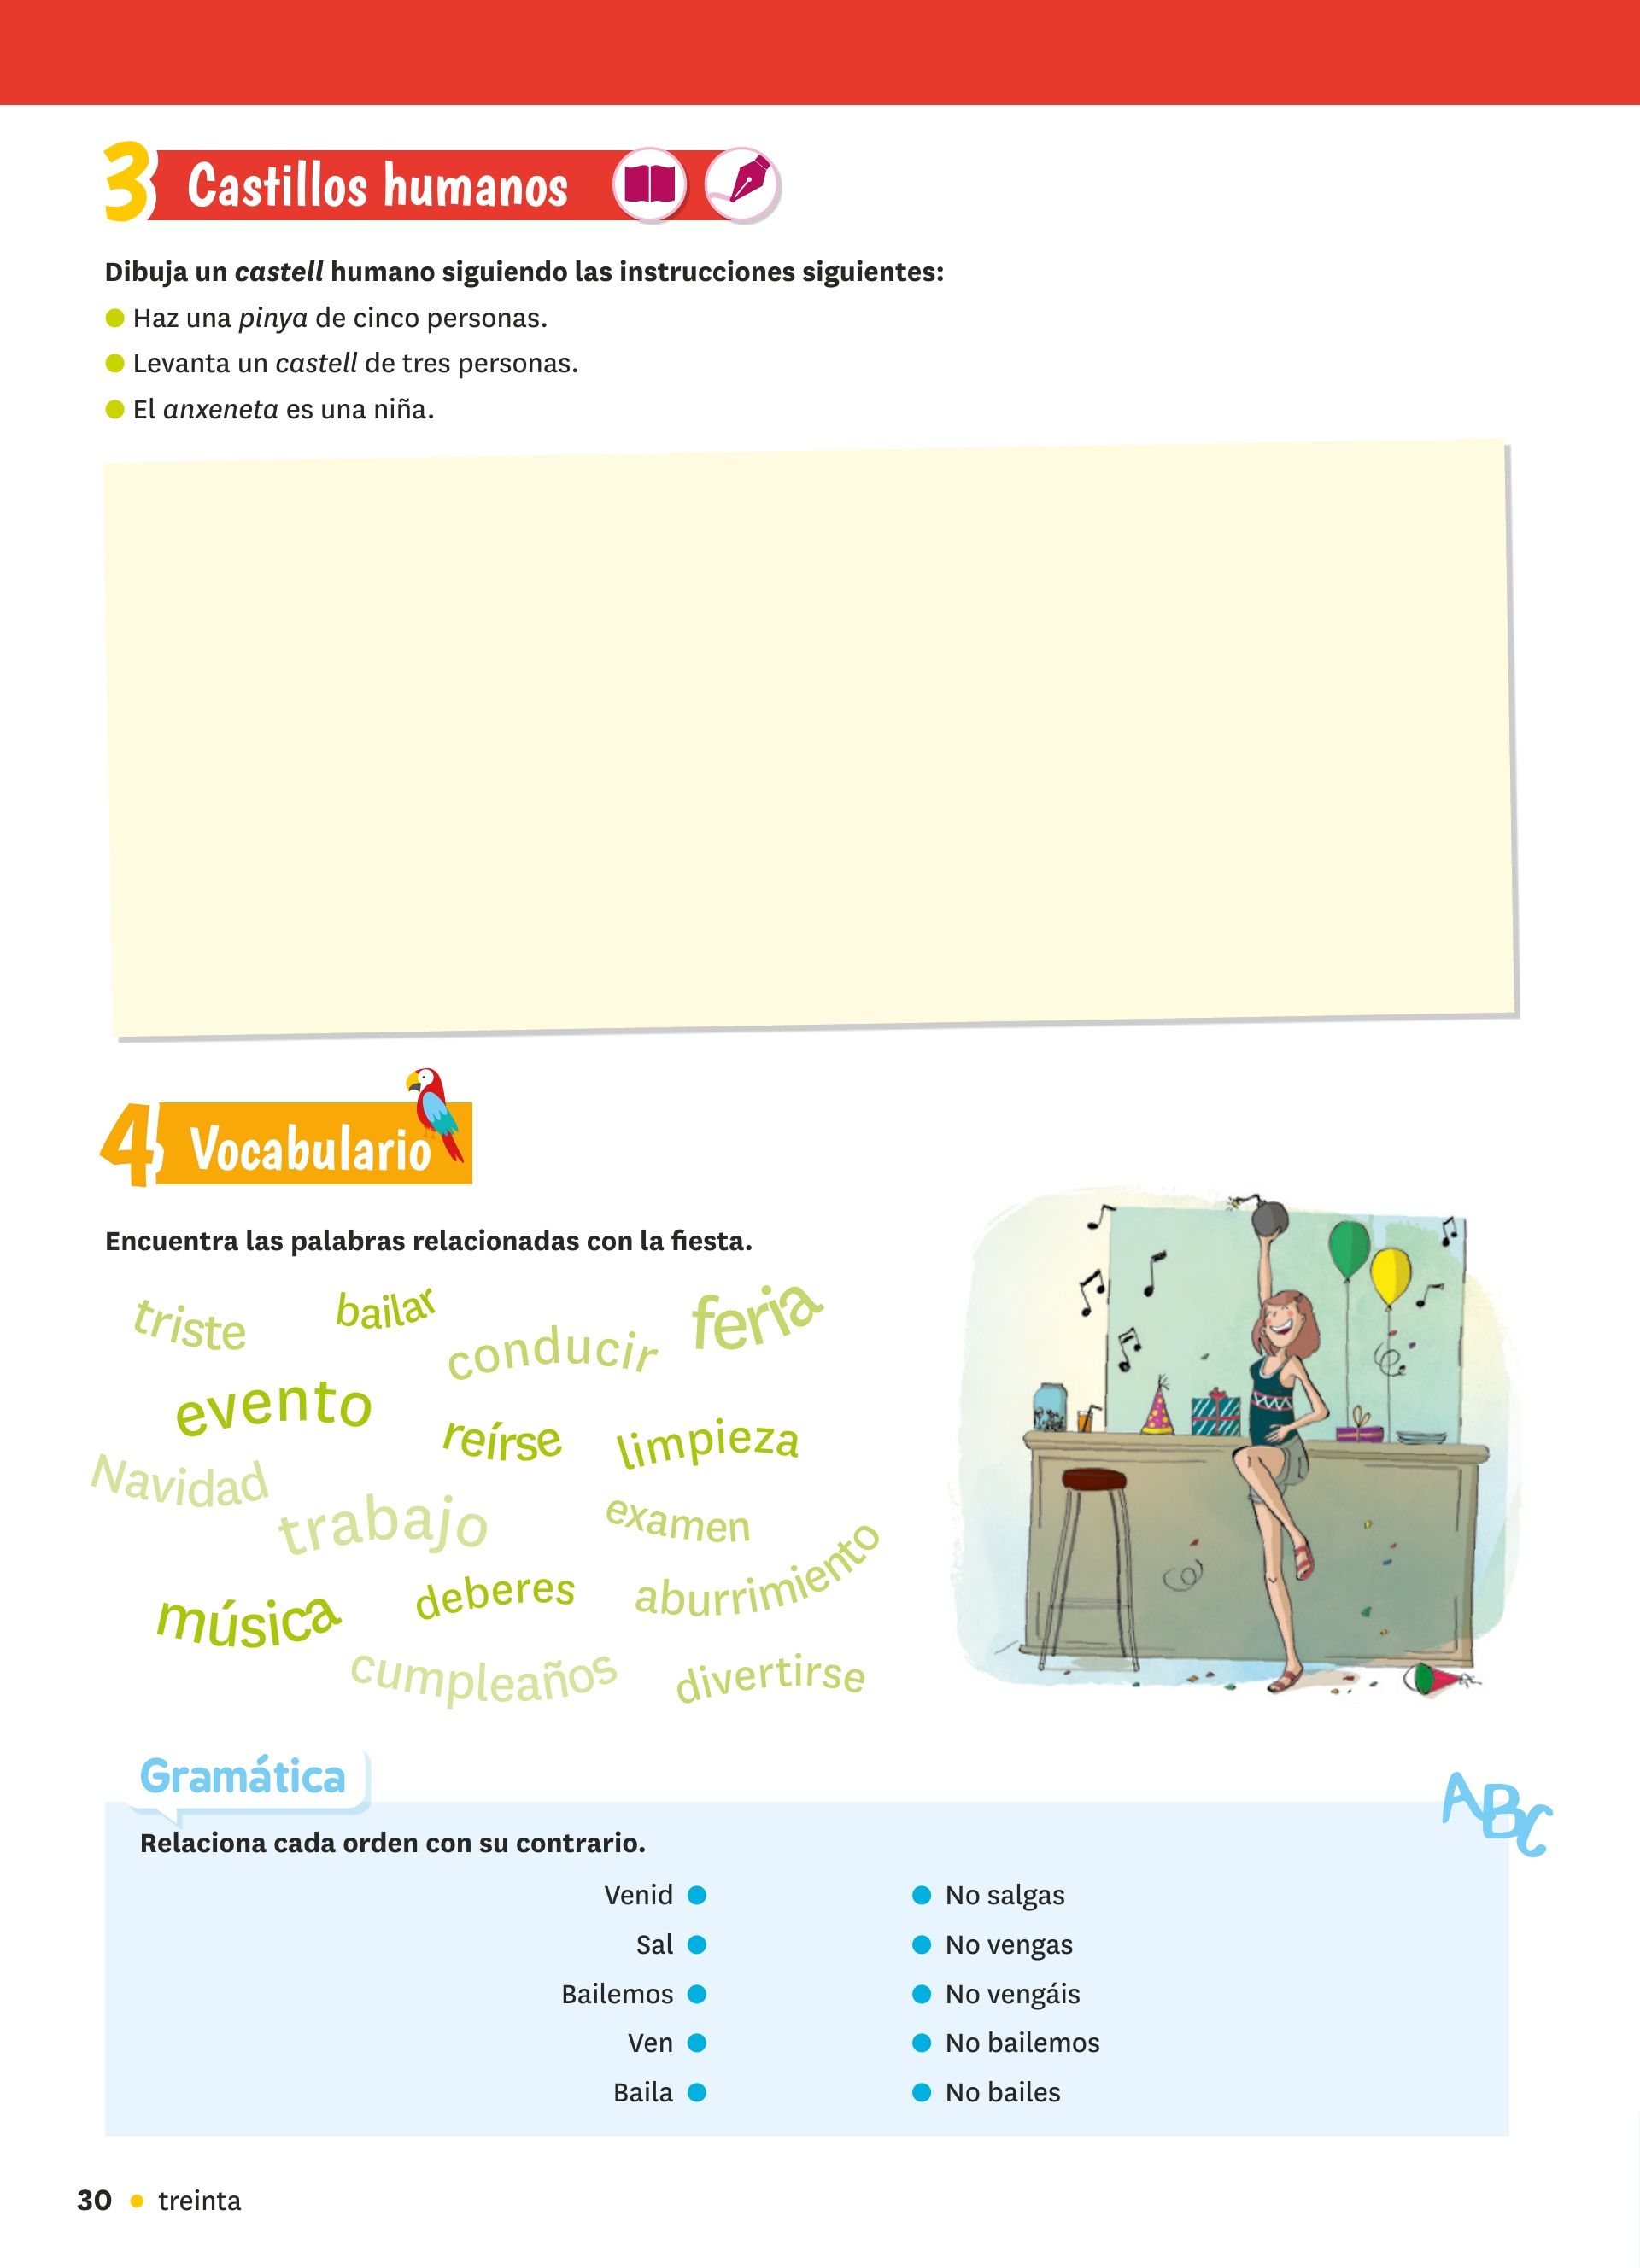 3 Castillos humanos
Dibuja un castell humano siguiendo las instrucciones siguientes:
● Haz una pinya de cinco personas.
● Levanta un castell de tres personas.
● El anxeneta es una niña.
4 Vocabulario
Encuentra las palabras relacionadas con la fiesta.
triste
bailar
conducir
feria
evento
reírse
limpieza
Navidad
trabajo
examen
música
deberes
aburrimiento
cumpleaños
divertirse
Gramática
ABC
Relaciona cada orden con su contrario.
Venid ● ● No salgas
Sal ● ● No vengas
Bailemos ● ● No vengáis
Ven ● ● No bailemos
Baila ● ● No bailes
30 ● treinta